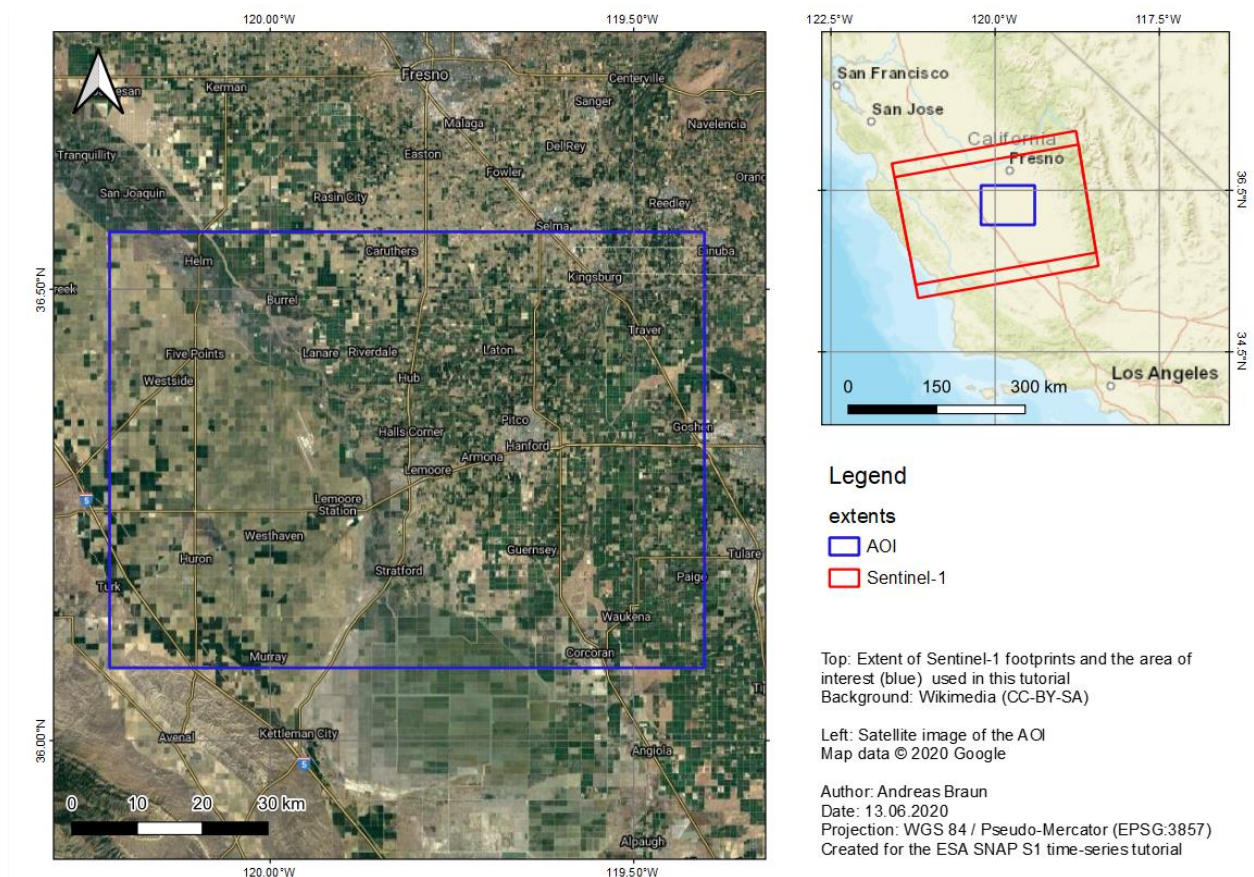 120.00°W
119.50°W
Fresno
Centerville
Kerman
Sanger
Malaga
Navelencia
Tranquillity
Easton
Del Rey
Fowler
San Joaquin
Rasin City
Reedley
Selma
Caruthers
Helm
Kingsburg
36.50°N
Burrel
Traver
Five Points
Lanare
Riverdale
Laton
Westside
Hub
Pitco
Halls Corner
Goshen
Hanford
Armona
Lemoore
5
Lemoore
Station
Westhaven
Guernsey
Huron
Tulare
Stratford
Turk
Paige
Waukena
Corcoran
Murray
36.00°N
Avenal
Kettleman City
Angiola
5
0 10 20 30 km
Alpaugh
120.00°W
119.50°W
122.5°W
120.0°W
117.5°W
San Francisco
San Jose
California
Fresno
36.5°N
34.5°N
Los Angeles
0 150 300 km
Legend
extents
AOI
Sentinel-1
Top: Extent of Sentinel-1 footprints and the area of
interest (blue) used in this tutorial
Background: Wikimedia (CC-BY-SA)
Left: Satellite image of the AOI
Map data © 2020 Google
Author: Andreas Braun
Date: 13.06.2020
Projection: WGS 84 / Pseudo-Mercator (EPSG:3857)
Created for the ESA SNAP S1 time-series tutorial